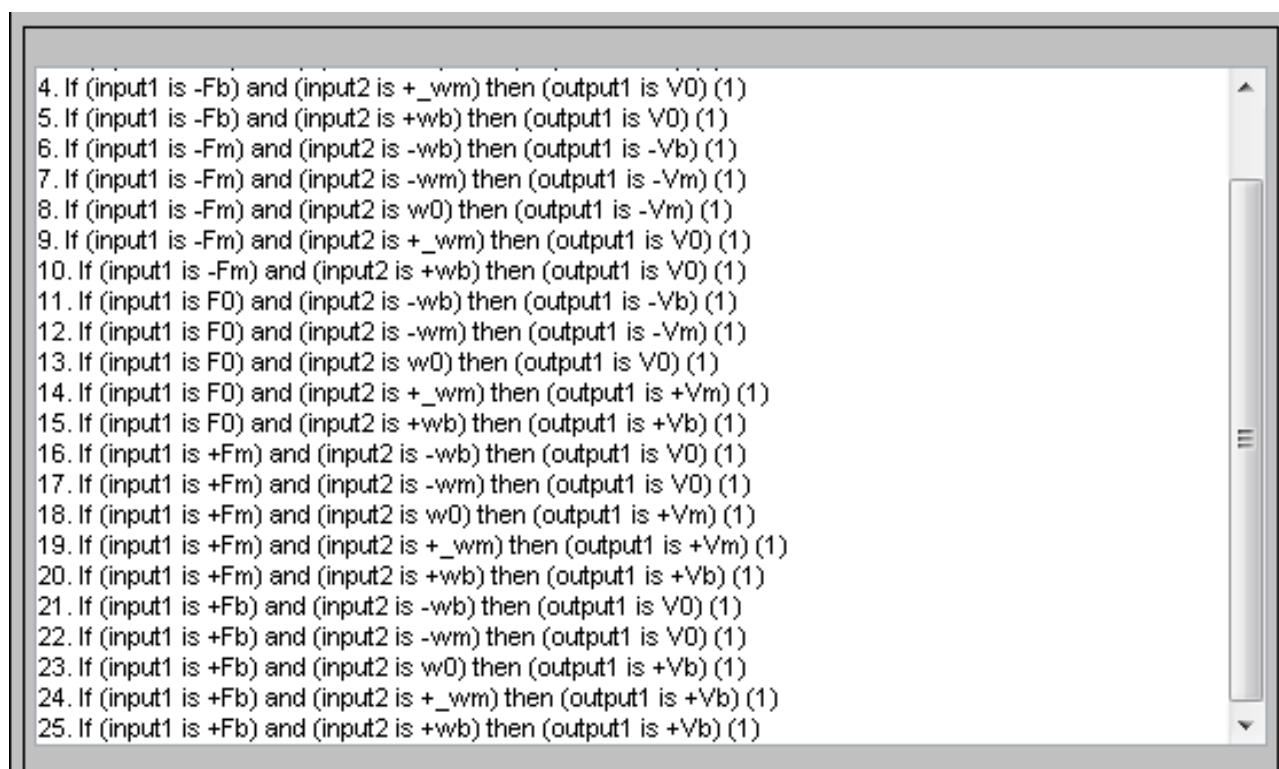 4. If (input1 is -Fb) and (input2 is +_wm) then (output1 is V0) (1)
5. If (input1 is -Fb) and (input2 is +wb) then (output1 is V0) (1)
6. If (input1 is -Fm) and (input2 is -wb) then (output1 is -Vb) (1)
7. If (input1 is -Fm) and (input2 is -wm) then (output1 is -Vm) (1)
8. If (input1 is -Fm) and (input2 is w0) then (output1 is -Vm) (1)
9. If (input1 is -Fm) and (input2 is +_wm) then (output1 is V0) (1)
10. If (input1 is -Fm) and (input2 is +wb) then (output1 is V0) (1)
11. If (input1 is F0) and (input2 is -wb) then (output1 is -Vb) (1)
12. If (input1 is F0) and (input2 is -wm) then (output1 is -Vm) (1)
13. If (input1 is F0) and (input2 is w0) then (output1 is V0) (1)
14. If (input1 is F0) and (input2 is +_wm) then (output1 is +Vm) (1)
15. If (input1 is F0) and (input2 is +wb) then (output1 is +Vb) (1)
16. If (input1 is +Fm) and (input2 is -wb) then (output1 is V0) (1)
17. If (input1 is +Fm) and (input2 is -wm) then (output1 is V0) (1)
18. If (input1 is +Fm) and (input2 is w0) then (output1 is +Vm) (1)
19. If (input1 is +Fm) and (input2 is +_wm) then (output1 is +Vm) (1)
20. If (input1 is +Fm) and (input2 is +wb) then (output1 is +Vb) (1)
21. If (input1 is +Fb) and (input2 is -wb) then (output1 is V0) (1)
22. If (input1 is +Fb) and (input2 is -wm) then (output1 is V0) (1)
23. If (input1 is +Fb) and (input2 is w0) then (output1 is +Vb) (1)
24. If (input1 is +Fb) and (input2 is +_wm) then (output1 is +Vb) (1)
25. If (input1 is +Fb) and (input2 is +wb) then (output1 is +Vb) (1)